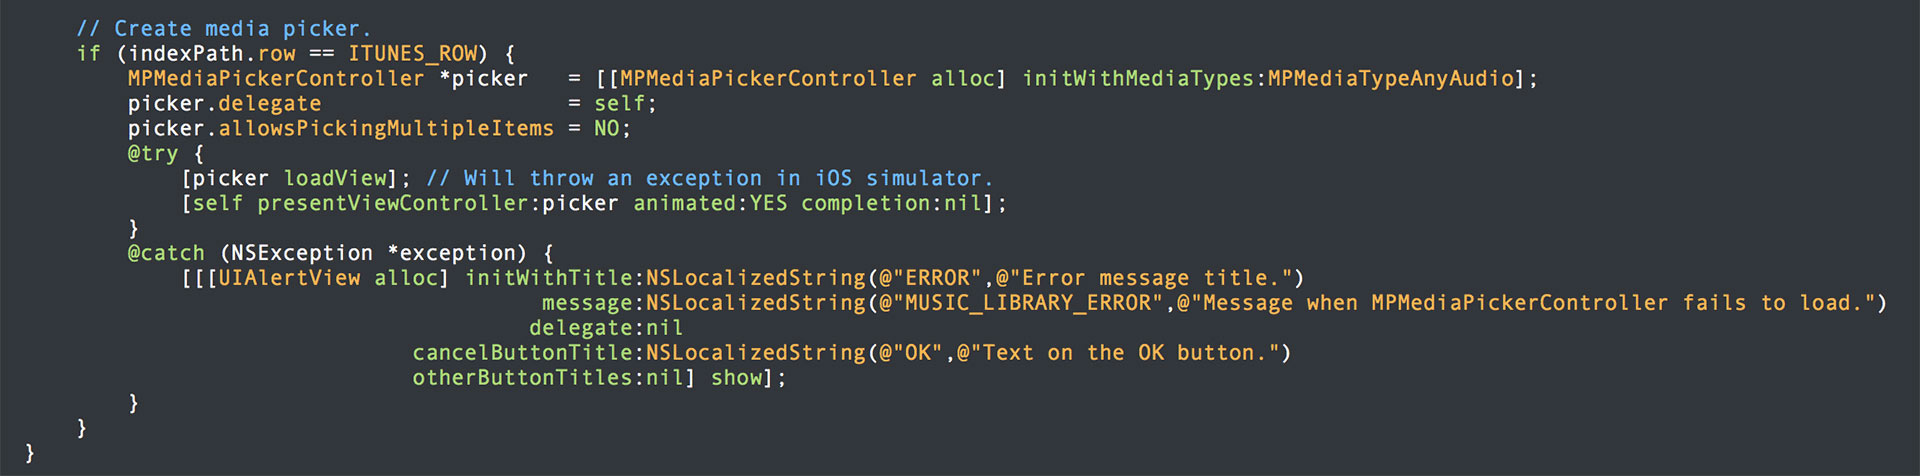 // Create media picker.
if (indexPath.row == ITUNES_ROW) {
MPMediaPickerController *picker   = [[MPMediaPickerController alloc] initWithMediaTypes:MPMediaTypeAnyAudio];
picker.delegate                   = self;
picker.allowsPickingMultipleItems = NO;
@try {
[picker loadView]; // Will throw an exception in iOS simulator.
[self presentViewController:picker animated:YES completion:nil];
}
@catch (NSException *exception) {
[[[UIAlertView alloc] initWithTitle:NSLocalizedString(@"ERROR",@"Error message title.")
message:NSLocalizedString(@"MUSIC_LIBRARY_ERROR",@"Message when MPMediaPickerController fails to load.")
delegate:nil
cancelButtonTitle:NSLocalizedString(@"OK",@"Text on the OK button.")
otherButtonTitles:nil] show];
}
}
}